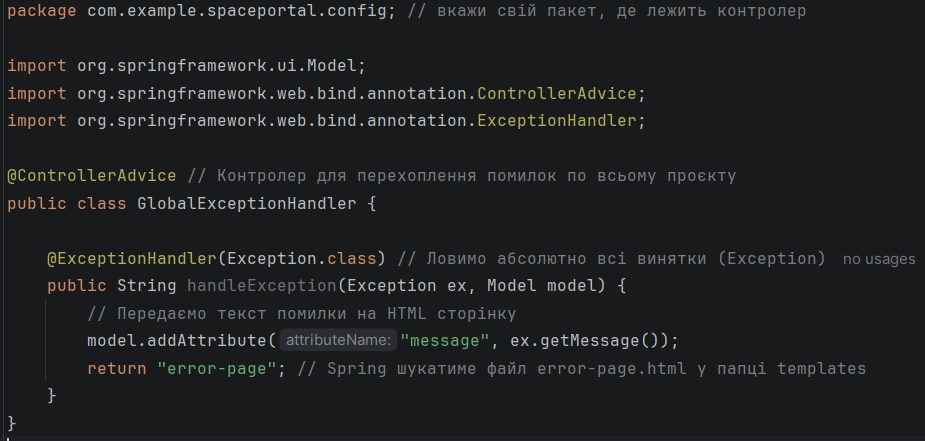 package com.example.spaceportal.config; // вкажи свій пакет, де лежить контролер
import org.springframework.ui.Model;
import org.springframework.web.bind.annotation.ControllerAdvice;
import org.springframework.web.bind.annotation.ExceptionHandler;
@ControllerAdvice // Контролер для перехоплення помилок по всьому проєкту
public class GlobalExceptionHandler {
@ExceptionHandler(Exception.class) // Ловимо абсолютно всі винятки (Exception) no usages
public String handleException(Exception ex, Model model) {
// Передаємо текст помилки на HTML сторінку
model.addAttribute( attributeName: "message", ex.getMessage());
return "error-page"; // Spring шукатиме файл error-page.html у папці templates
}
}